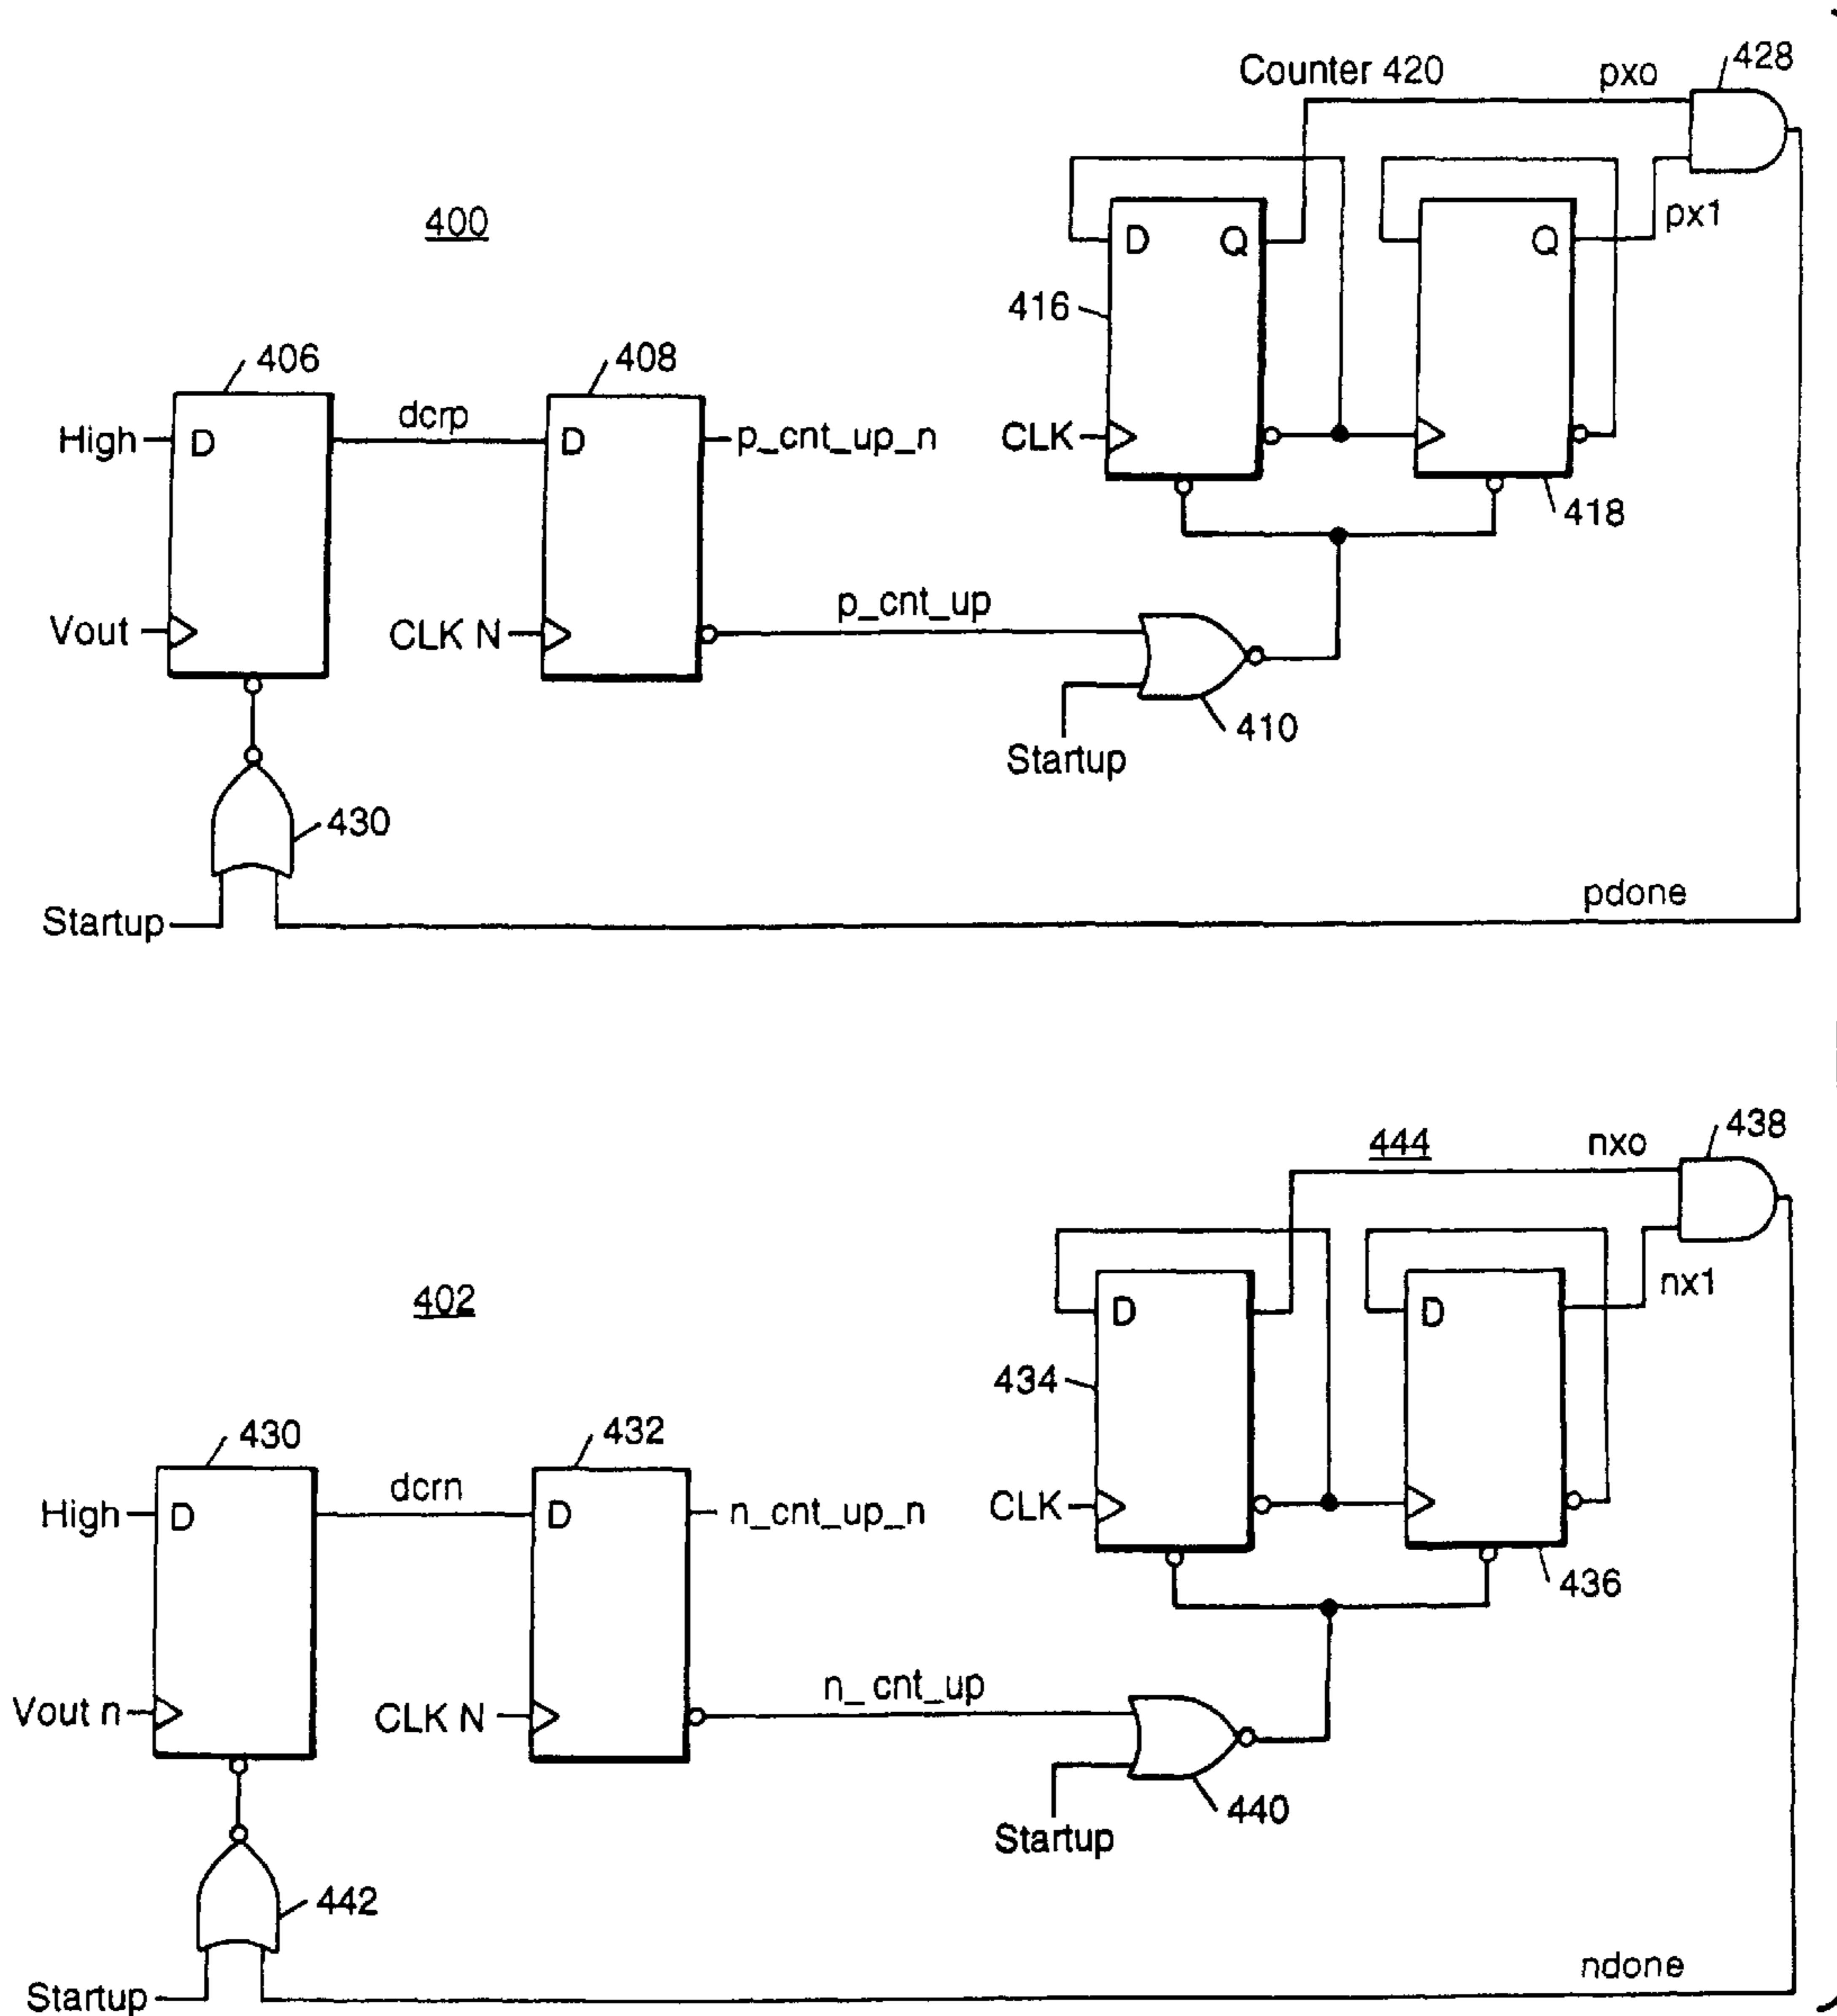 428
Counter 420
pxo
400
px1
D
Q
Q
416
406
408
High
D
dcrp
D
p_cnt_up_n
CLK
418
Vout
CLK N
p_cnt_up
410
Startup
430
Startup
pdone
438
444
nxo
402
nx1
D
D
434
430
432
High
D
dcrn
D
n_cnt_up_n
CLK
436
Vout n
CLK N
n_ cnt_up
440
Startup
442
Startup
ndone